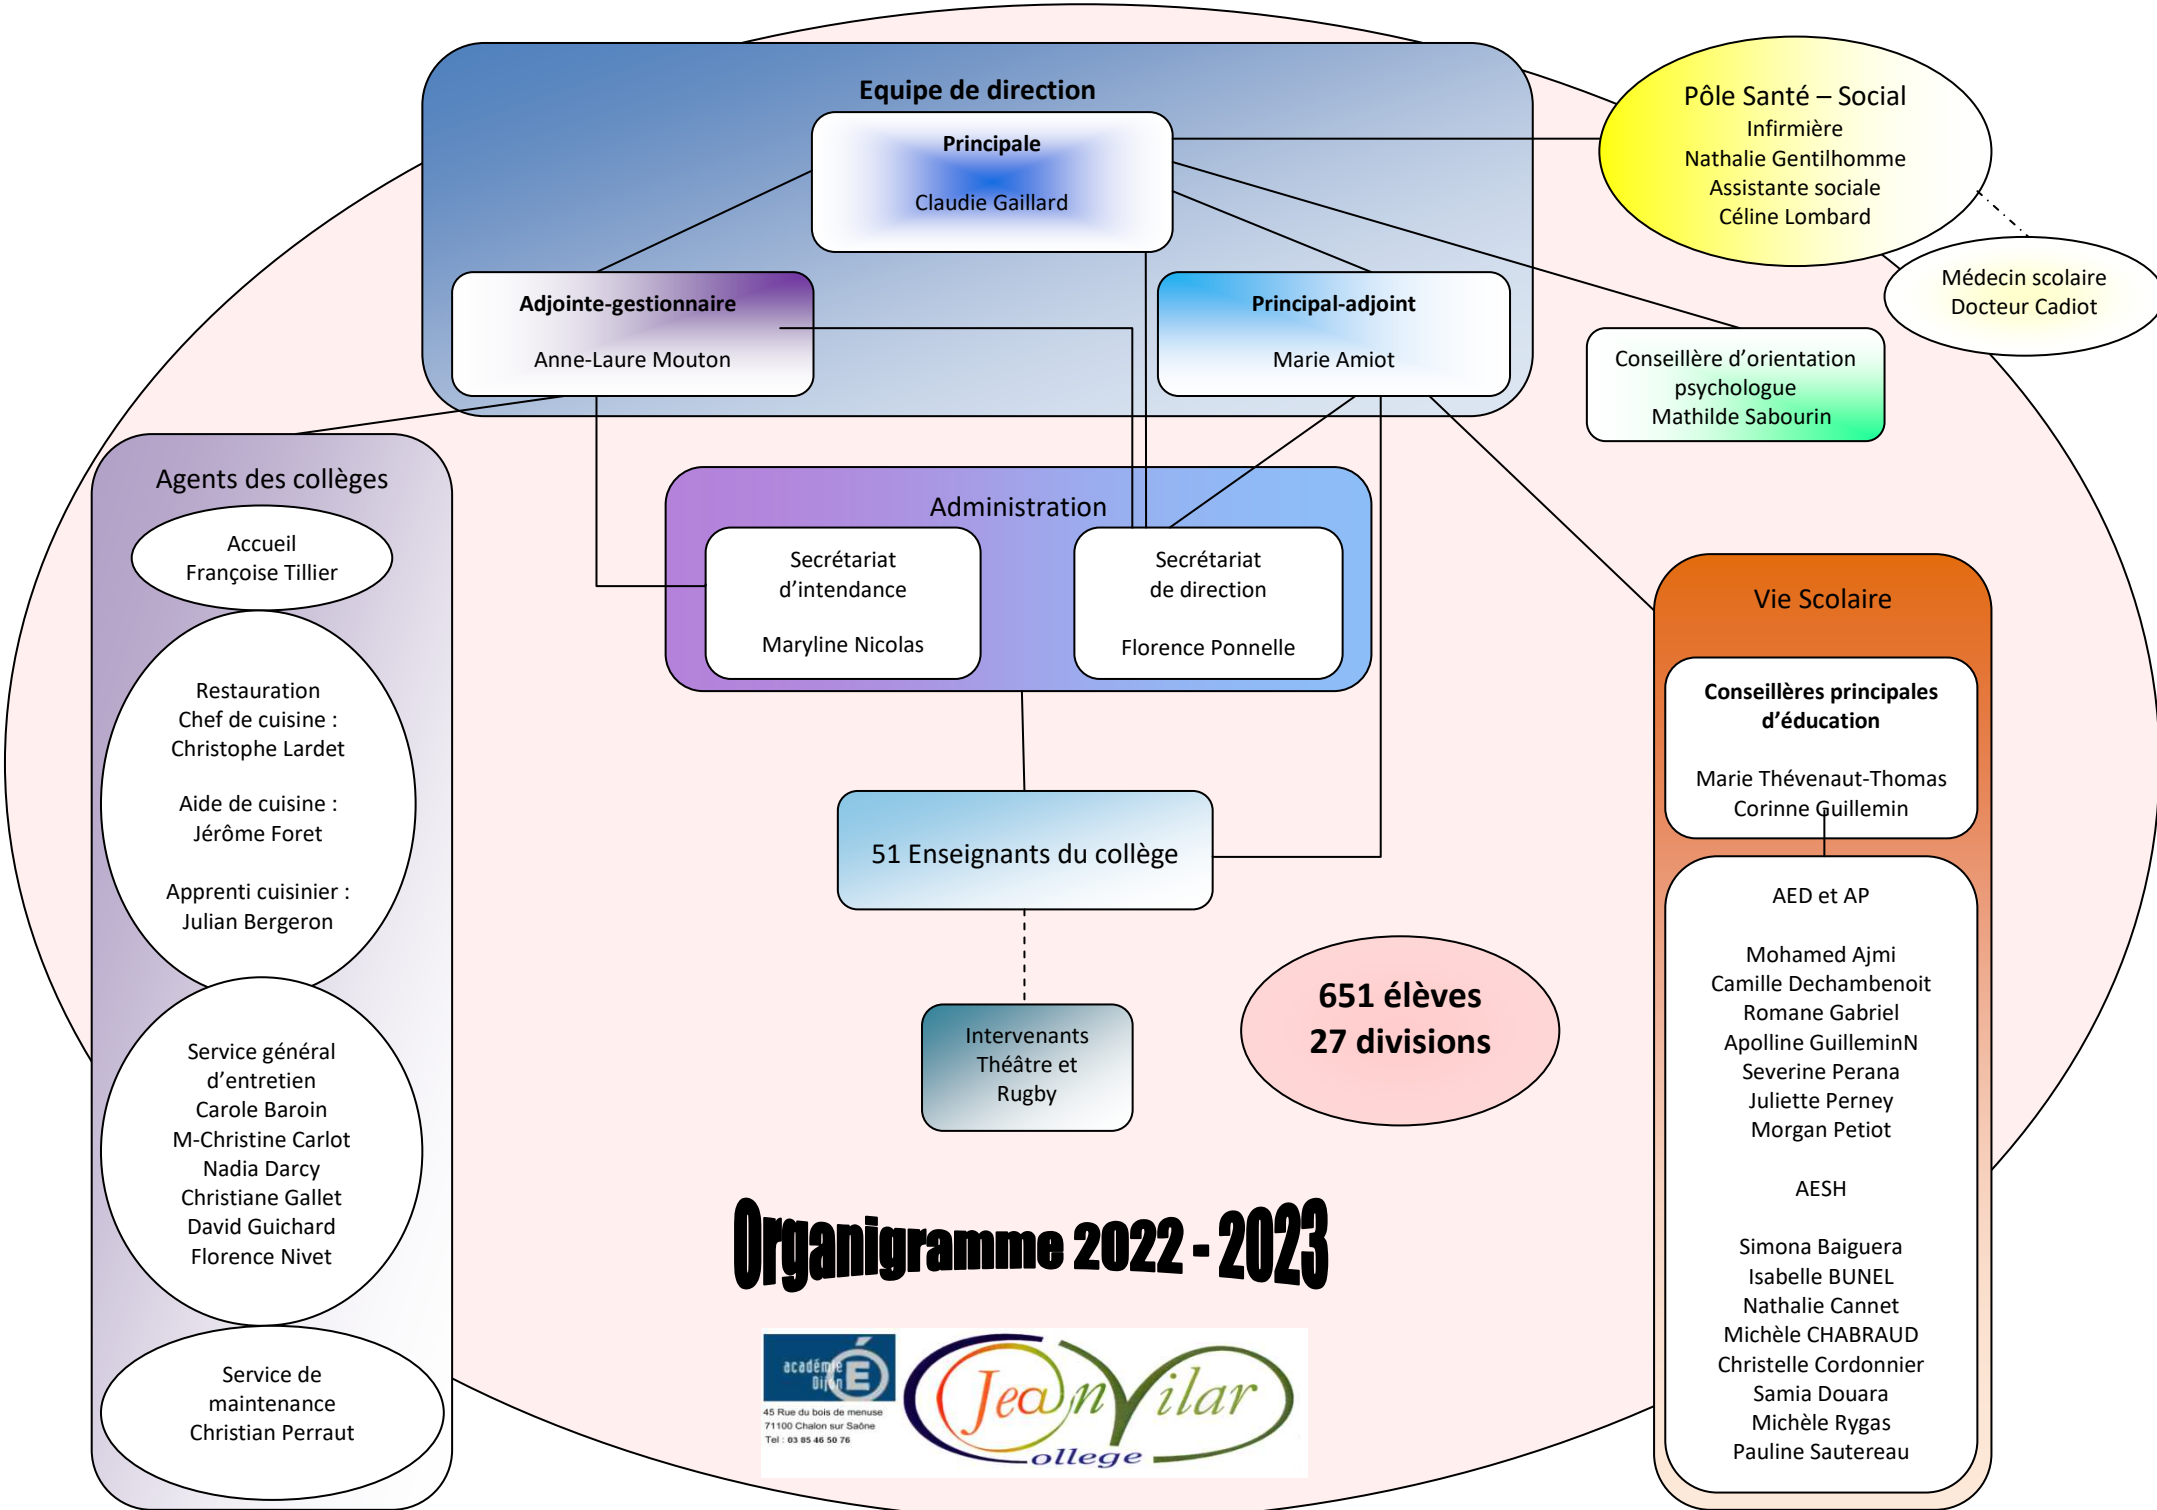 Equipe de direction
Principale
Claudie Gaillard
Adjointe-gestionnaire
Anne-Laure Mouton
Principal-adjoint
Marie Amiot
Pôle Santé – Social
Infirmière
Nathalie Gentilhomme
Assistante sociale
Céline Lombard
Médecin scolaire
Docteur Cadiot
Conseillère d’orientation
psychologue
Mathilde Sabourin
Agents des collèges
Accueil
Françoise Tillier
Restauration
Chef de cuisine :
Christophe Lardet
Aide de cuisine :
Jérôme Foret
Apprenti cuisinier :
Julian Bergeron
Service général
d’entretien
Carole Baroin
M-Christine Carlot
Nadia Darcy
Christiane Gallet
David Guichard
Florence Nivet
Service de
maintenance
Christian Perraut
Administration
Secrétariat
d’intendance
Maryline Nicolas
Secrétariat
de direction
Florence Ponnelle
51 Enseignants du collège
Intervenants
Théâtre et
Rugby
651 élèves
27 divisions
Vie Scolaire
Conseillères principales
d’éducation
Marie Thévenaut-Thomas
Corinne Guillemin
AED et AP
Mohamed Ajmi
Camille Dechambenoit
Romane Gabriel
Apolline GuilleminN
Severine Perana
Juliette Perney
Morgan Petiot
AESH
Simona Baiguera
Isabelle BUNEL
Nathalie Cannet
Michèle CHABRAUD
Christelle Cordonnier
Samia Douara
Michèle Rygas
Pauline Sautereau
Organigramme 2022 - 2023
académie
Dijon
É
45 Rue du bois de menuse
71100 Chalon sur Saône
Tel : 03 85 46 50 76
Jean Vilar
College